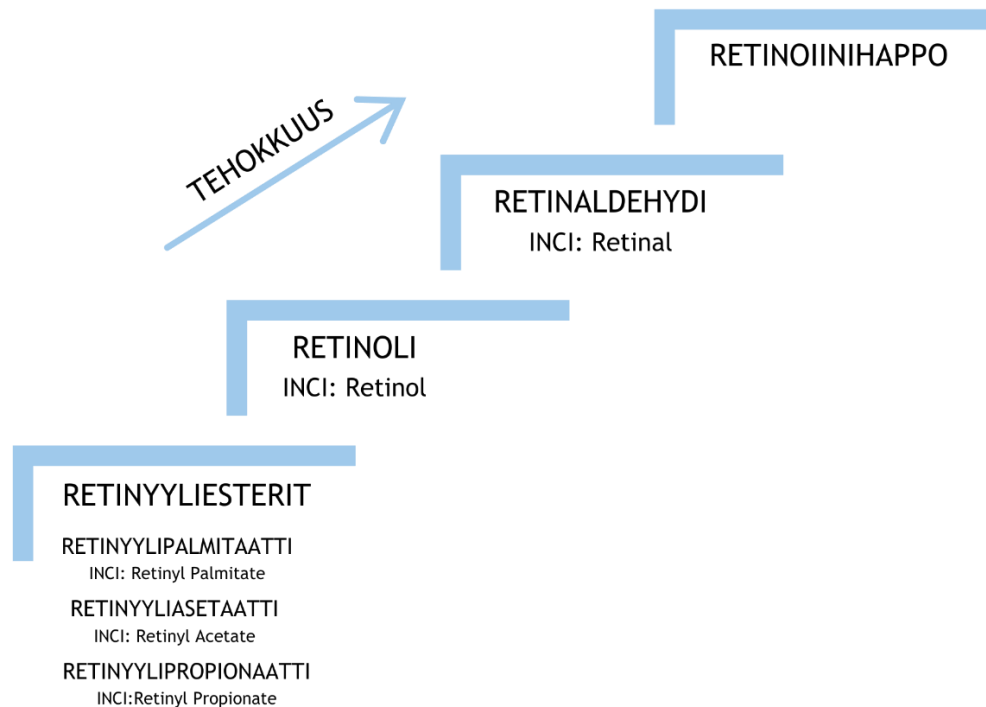 RETINOIINIHAPPO
TEHOKKUUS
RETINALDEHYDI
INCI: Retinal
RETINOLI
INCI: Retinol
RETINYYLIESTERIT
RETINYYLIPALMITAATTI
INCI: Retinyl Palmitate
RETINYYLIASETAATTI
INCI: Retinyl Acetate
RETINYYLIPROPIONAATTI
INCI:Retinyl Propionate